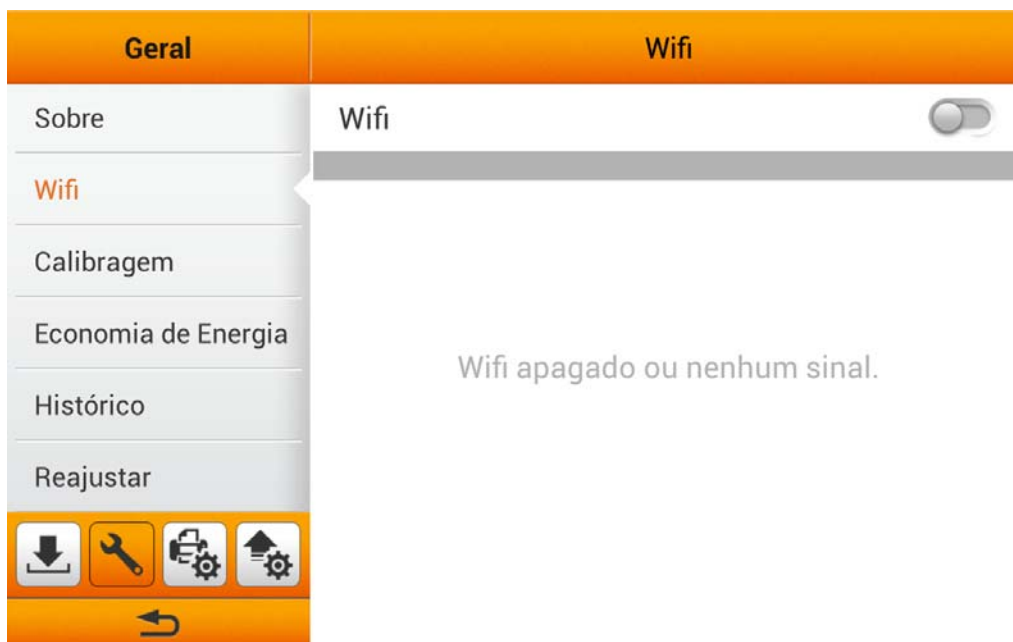 Geral
Wifi
Sobre
Wifi
Wifi
Calibragem
Economia de Energia
Wifi apagado ou nenhum sinal.
Histórico
Reajustar